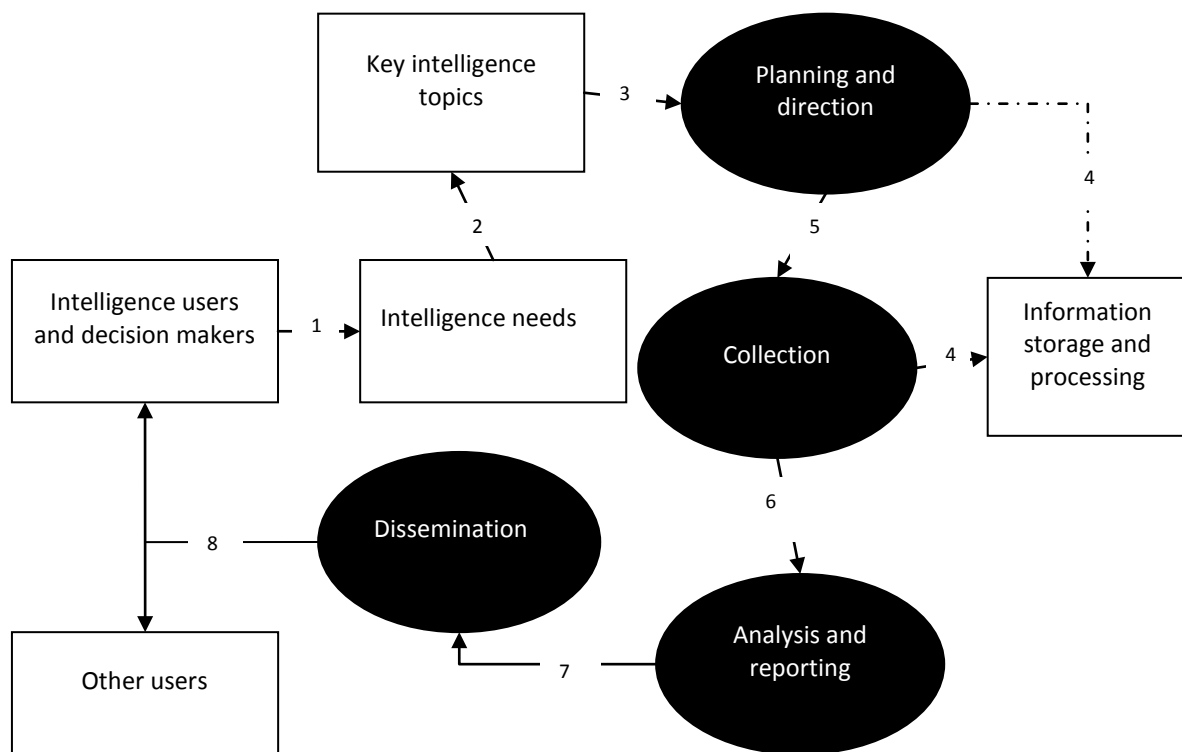 Key intelligence
topics
3
Planning and
direction
4
2
5
Intelligence users
and decision makers
1
Intelligence needs
Collection
4
Information
storage and
processing
6
Dissemination
8
Analysis and
reporting
7
Other users